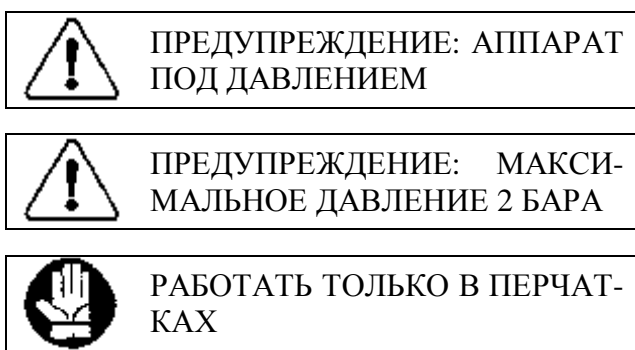 ПРЕДУПРЕЖДЕНИЕ: АППАРАТ
ПОД ДАВЛЕНИЕМ
ПРЕДУПРЕЖДЕНИЕ: МАКСИ-
МАЛЬНОЕ ДАВЛЕНИЕ 2 БАРА
РАБОТАТЬ ТОЛЬКО В ПЕРЧАТ-
КАХ